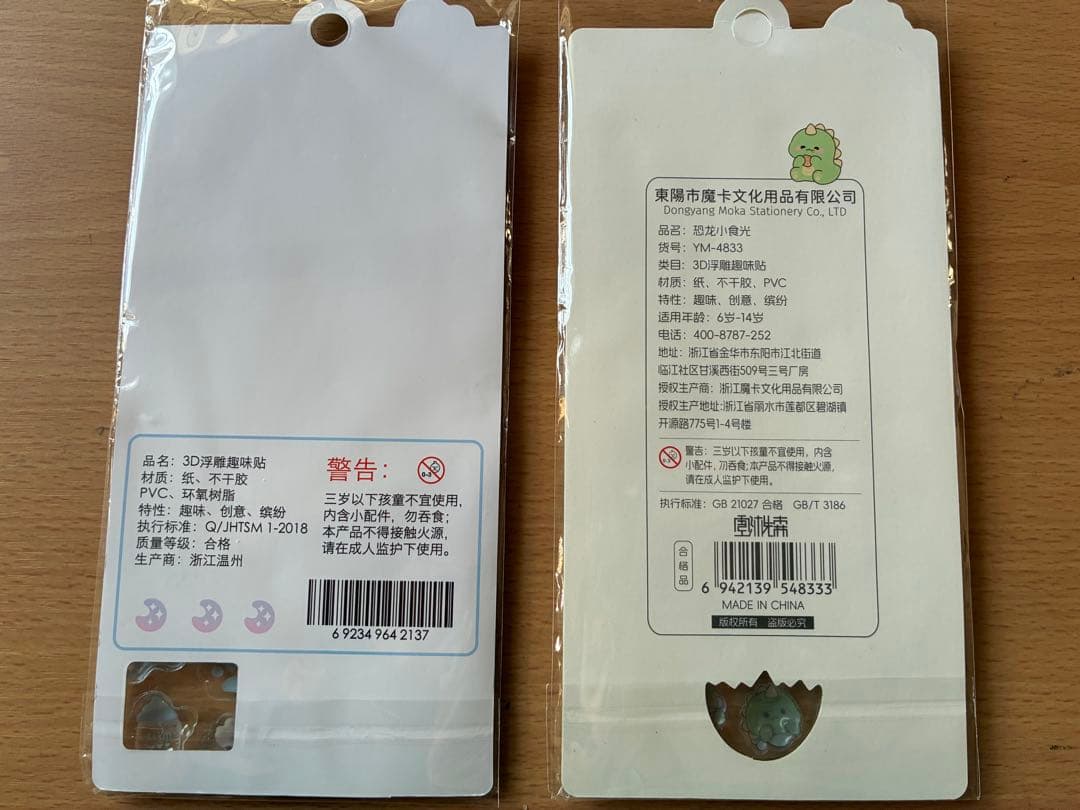 品名：3D浮雕趣味贴
材质：纸、不干胶
PVC、环氧树脂
特性：趣味、创意、缤纷
执行标准：Q/JHTSM 1-2018
质量等级：合格
生产商：浙江温州
警告：
0-3
三岁以下孩童不宜使用，
内含小配件，勿吞食；
本产品不得接触火源，
请在成人监护下使用。
6 92349 64 2137
東陽市魔卡文化用品有限公司
Dongyang Moka Stationery Co., LTD
品名：恐龙小食光
货号：YM-4833
类目：3D浮雕趣味贴
材质：纸、不干胶、PVC
特性：趣味、创意、缤纷
适用年龄：6岁-14岁
电话：400-8787-252
地址：浙江省金华市东阳市江北街道
临江社区甘溪西街509号三号厂房
授权生产商：浙江魔卡文化用品有限公司
授权生产地址:浙江省丽水市莲都区碧湖镇
开源路775号1-4号楼
0-3
警告：三岁以下孩童不宜使用，内含
小配件，勿吞食;本产品不得接触火源，
请在成人监护下使用。
执行标准：GB 21027 合格 GB/T 3186
合格品
6 942139 548333
MADE IN CHINA
版权所有 盗版必究